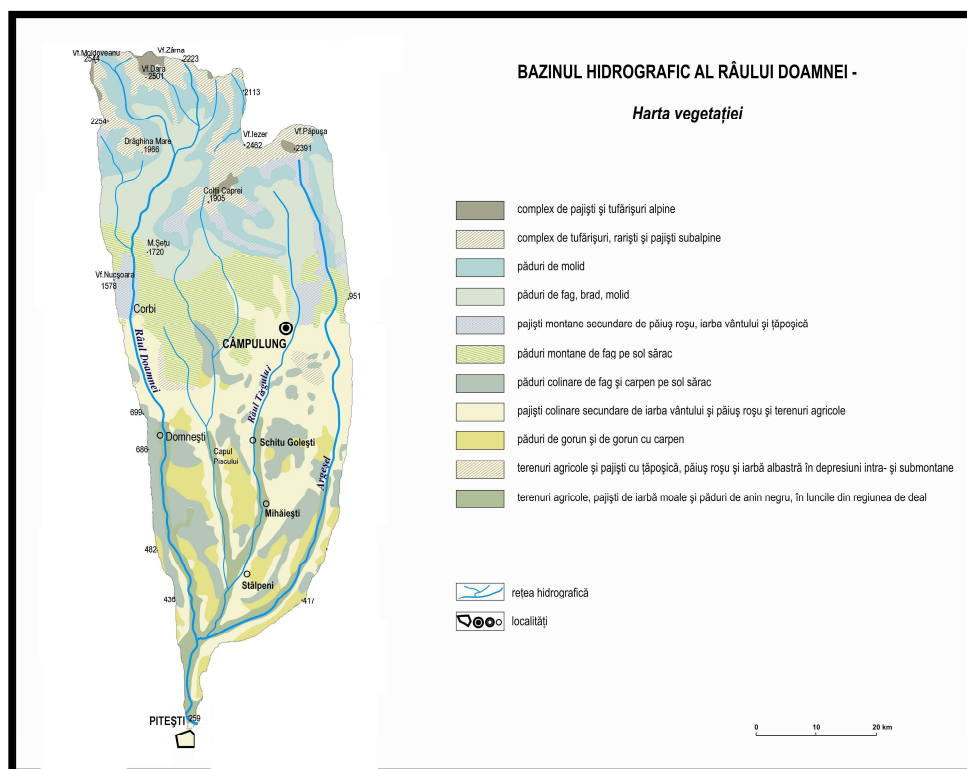 BAZINUL HIDROGRAFIC AL RÂULUI DOAMNEI -
Harta vegetației
Vf.Moldoveanu
2544
Vf.Zârna
2223
Vf.Dara
2501
2113
2254
Drăghina Mare
1966
Vf.Iezer
2462
Vf.Păpușa
2391
Colții Caprei
1905
M.Șețu
1720
Vf.Nucșoara
1578
951
Corbi
CÂMPULUNG
Râul Doamnei
Râul Târgului
Argeșel
699
Domnești
686
Capul
Piscului
Schitu Golești
Mihăiești
482
Stâlpeni
436
417
PITEȘTI
259
complex de pajiști și tufărișuri alpine
complex de tufărișuri, rariști și pajiști subalpine
păduri de molid
păduri de fag, brad, molid
pajiști montane secundare de păiuș roșu, iarba vântului și țăpoșică
păduri montane de fag pe sol sărac
păduri colinare de fag și carpen pe sol sărac
pajiști colinare secundare de iarba vântului și păiuș roșu și terenuri agricole
păduri de gorun și de gorun cu carpen
terenuri agricole și pajiști cu țăpoșică, păiuș roșu și iarbă albastră în depresiuni intra- și submontane
terenuri agricole, pajiști de iarbă moale și păduri de anin negru, în luncile din regiunea de deal
rețea hidrografică
localități
0 10 20 km